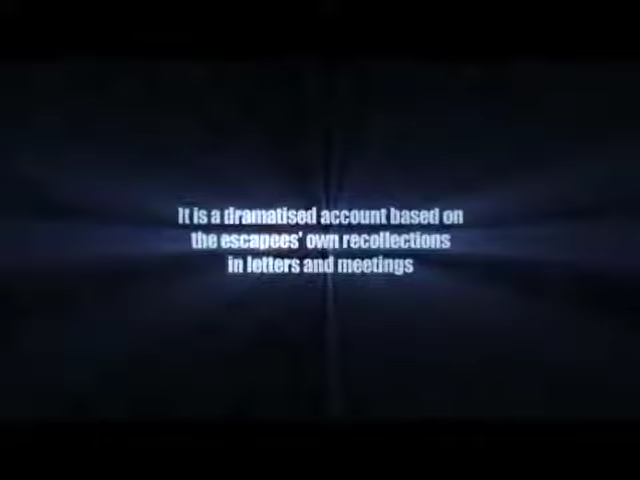 It is a dramatised account based on
the escapees' own recollections
in letters and meetings